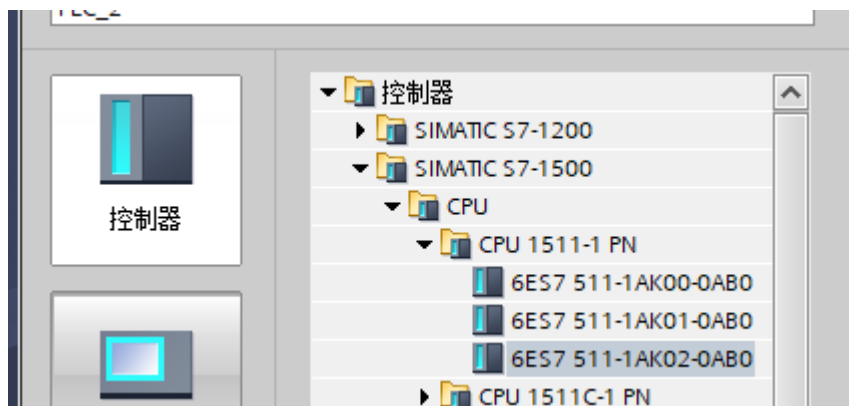 PLC_2
控制器
SIMATIC S7-1200
SIMATIC S7-1500
CPU
CPU 1511-1 PN
6ES7 511-1AK00-0AB0
6ES7 511-1AK01-0AB0
6ES7 511-1AK02-0AB0
CPU 1511C-1 PN
控制器